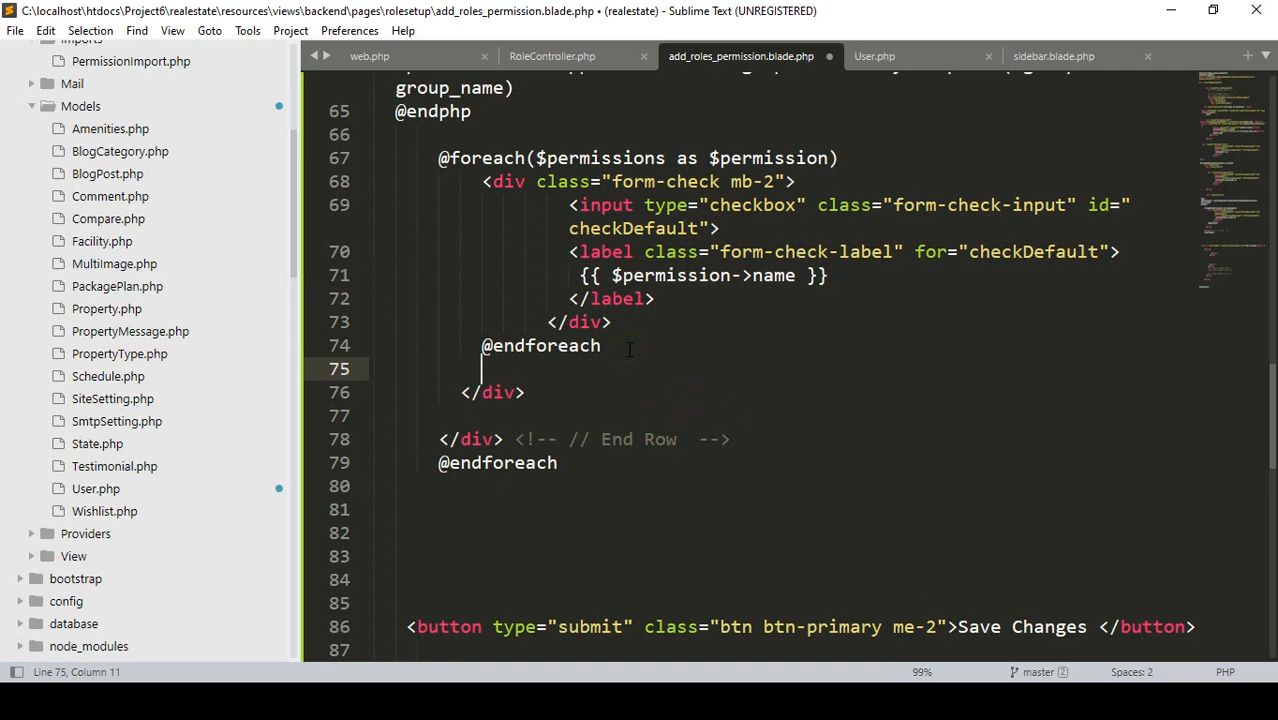 C:\localhost\htdocs\Project6\realestate\resources\views\backend\pages\rolesetup\add_roles_permission.blade.php • (realestate) - Sublime Text (UNREGISTERED)
File Edit Selection Find View Goto Tools Project Preferences Help
web.php × RoleController.php × add_roles_permission.blade.php User.php × sidebar.blade.php ×
PermissionImport.php
Mail
Models
Amenities.php
BlogCategory.php
BlogPost.php
Comment.php
Compare.php
Facility.php
MultiImage.php
PackagePlan.php
Property.php
PropertyMessage.php
PropertyType.php
Schedule.php
SiteSetting.php
SmtpSetting.php
State.php
Testimonial.php
User.php
Wishlist.php
Providers
View
bootstrap
config
database
node_modules
group_name)
65 @endphp
66
67 @foreach($permissions as $permission)
68 <div class="form-check mb-2">
69 <input type="checkbox" class="form-check-input" id="
checkDefault">
70 <label class="form-check-label" for="checkDefault">
71 {{ $permission->name }}
72 </label>
73 </div>
74 @endforeach
75
76 </div>
77
78 </div> <!-- // End Row -->
79 @endforeach
80
81
82
83
84
85
86 <button type="submit" class="btn btn-primary me-2">Save Changes </button>
87
Line 75, Column 11 99% master 2 Spaces: 2 PHP